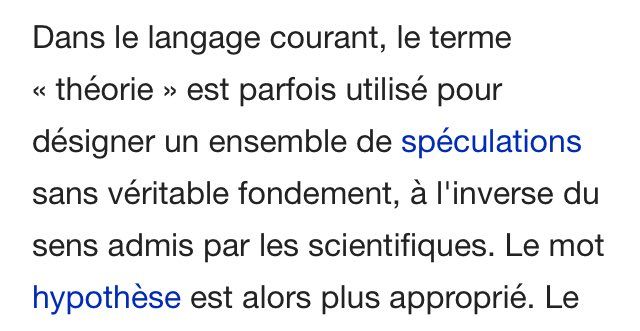 Dans le langage courant, le terme
« théorie » est parfois utilisé pour
désigner un ensemble de spéculations
sans véritable fondement, à l'inverse du
sens admis par les scientifiques. Le mot
hypothèse est alors plus approprié. Le